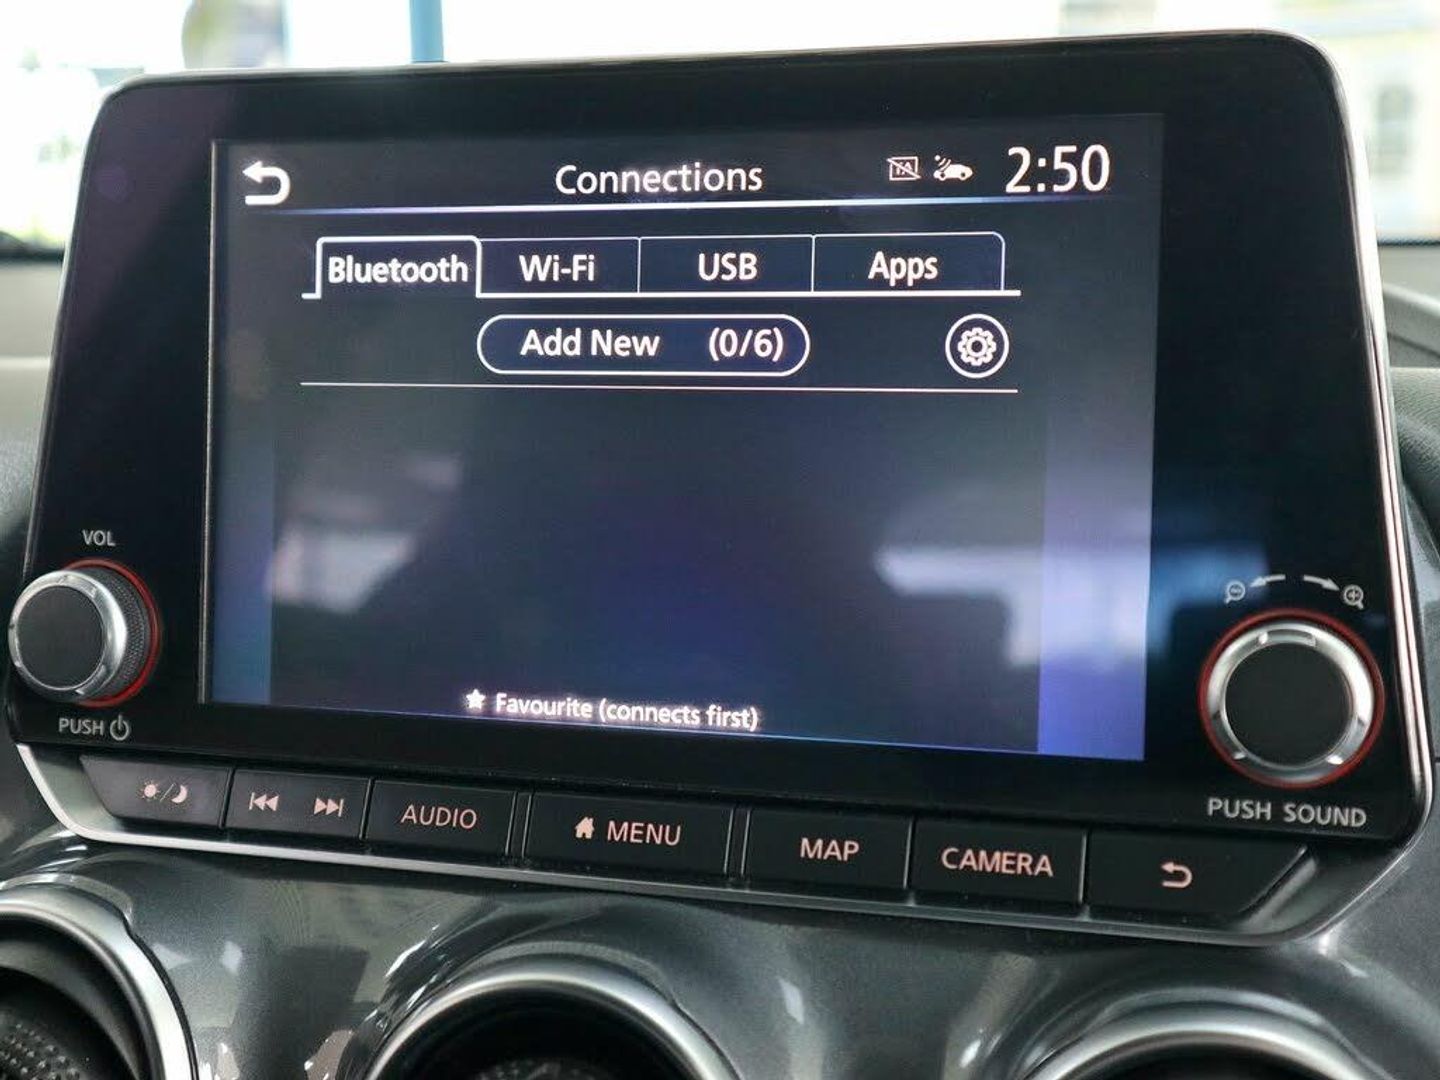 Connections TA 2:50
Bluetooth Wi-Fi USB Apps
Add New (0/6)
★ Favourite (connects first)
VOL
PUSH
PUSH SOUND
AUDIO MENU MAP CAMERA